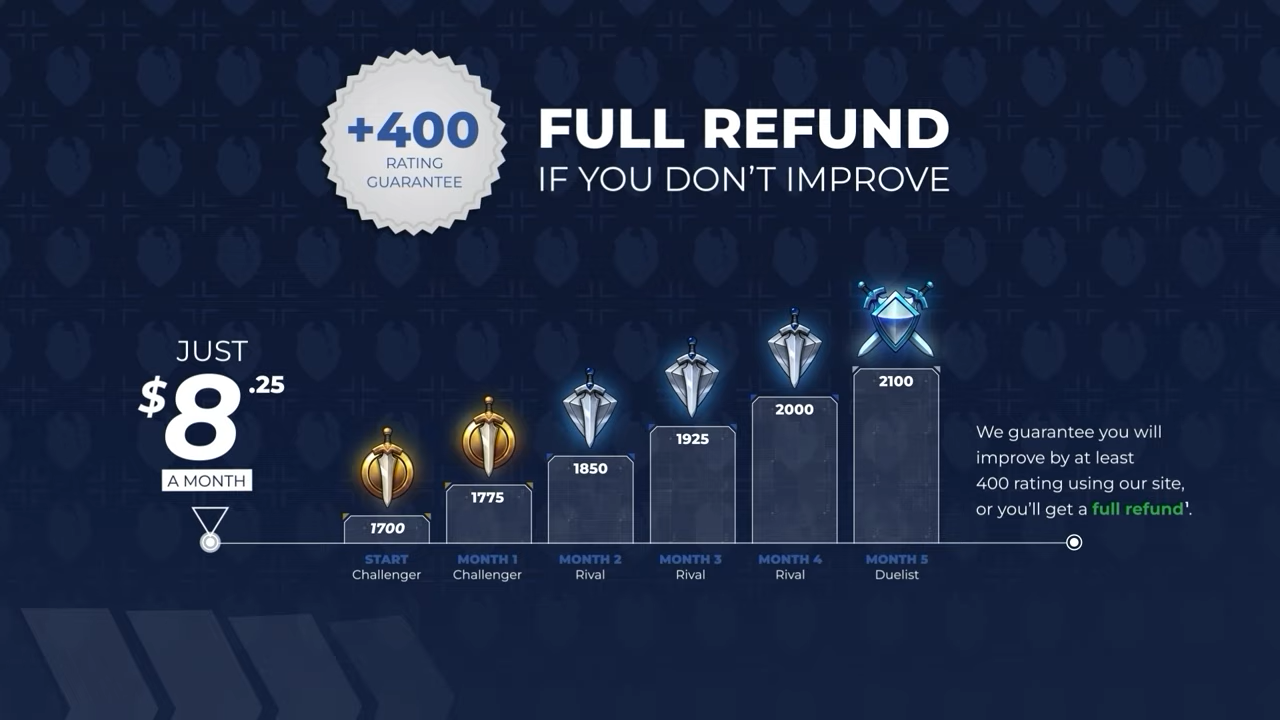 +400
RATING
GUARANTEE
FULL REFUND
IF YOU DON'T IMPROVE
JUST
$8.25
A MONTH
1700
1775
1850
1925
2000
2100
START
Challenger
MONTH 1
Challenger
MONTH 2
Rival
MONTH 3
Rival
MONTH 4
Rival
MONTH 5
Duelist
We guarantee you will
improve by at least
400 rating using our site,
or you'll get a full refund¹.